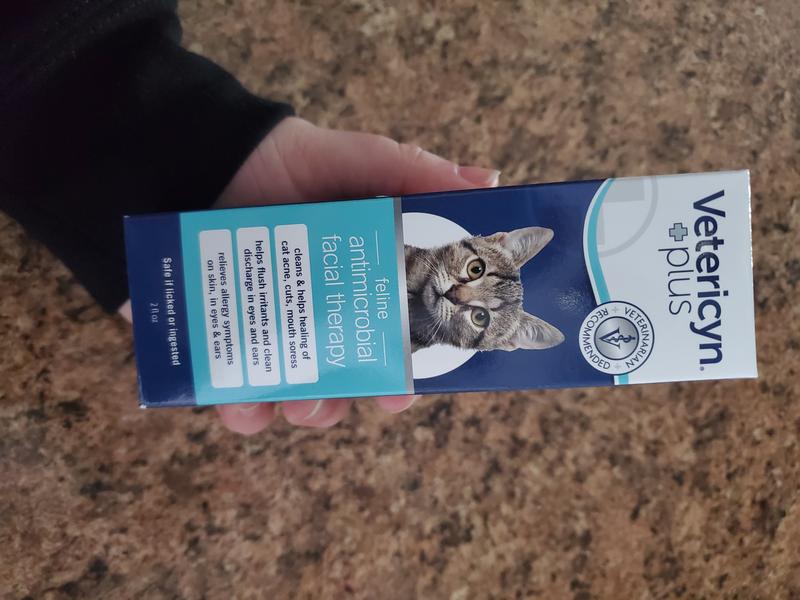 Vetericyn®
plus
VETERINARIAN
RECOMMENDED
feline
antimicrobial
facial therapy
cleans & helps healing of
cat acne, cuts, mouth soress
helps flush irritants and clean
discharge in eyes and ears
relieves allergy symptoms
on skin, in eyes & ears
Safe if licked or ingested
2 fl oz